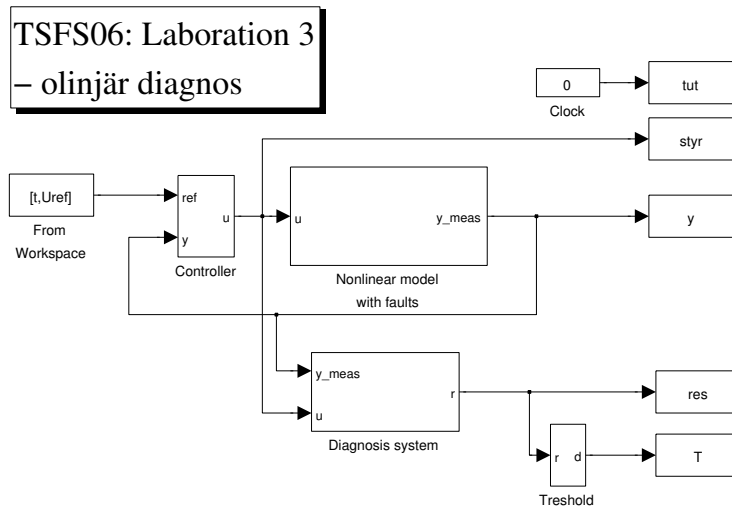 TSFS06: Laboration 3
– olinjär diagnos
0
Clock
tut
styr
[t,Uref]
From
Workspace
ref
y
u
Controller
u
y_meas
Nonlinear model
with faults
y
y_meas
u
r
Diagnosis system
res
r
d
Treshold
T